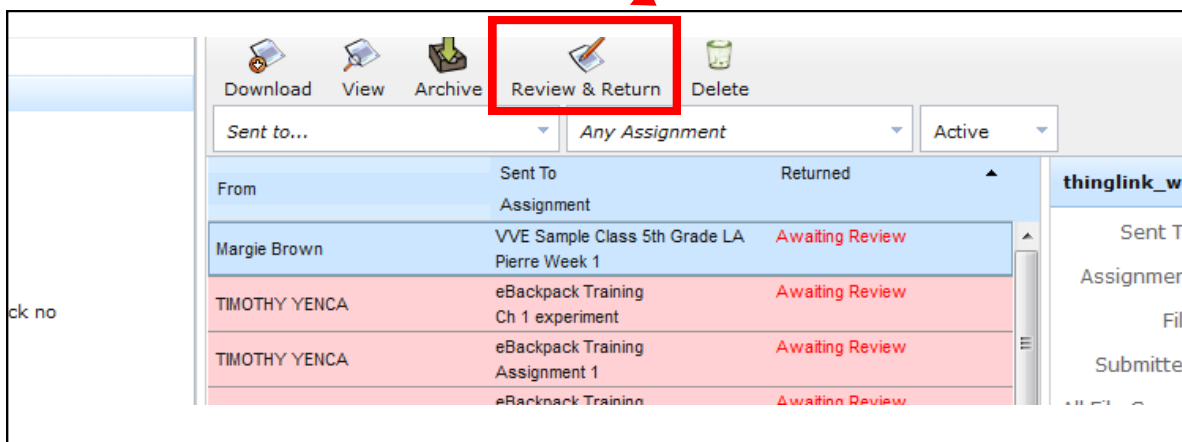 Download View Archive Review & Return Delete
Sent to... Any Assignment Active
From Sent To Returned
Assignment
thinglink_w
Margie Brown VVE Sample Class 5th Grade LA Awaiting Review
Pierre Week 1
Sent T
TIMOTHY YENCA eBackpack Training Awaiting Review
Ch 1 experiment
Assignmen
ck no
Fil
TIMOTHY YENCA eBackpack Training Awaiting Review
Assignment 1
Submitte
eBackpack Training Awaiting Review